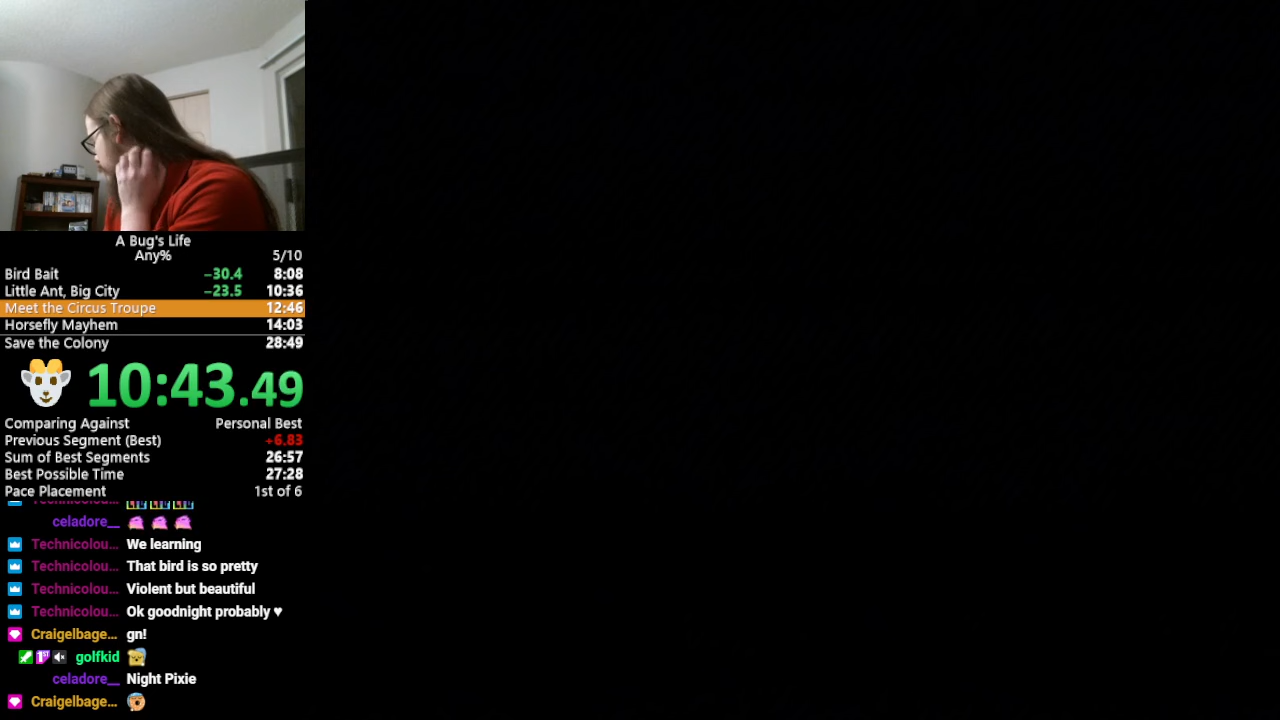 A Bug's Life
Any% 5/10
Bird Bait -30.4 8:08
Little Ant, Big City -23.5 10:36
Meet the Circus Troupe 12:46
Horsefly Mayhem 14:03
Save the Colony 28:49
10:43.49
Comparing Against Personal Best
Previous Segment (Best) +6.83
Sum of Best Segments 26:57
Best Possible Time 27:28
Pace Placement 1st of 6
Technicolou...
celadore__
Technicolou... We learning
Technicolou... That bird is so pretty
Technicolou... Violent but beautiful
Technicolou... Ok goodnight probably ♥
Craigelbage... gn!
1ST golfkid
celadore__ Night Pixie
Craigelbage...